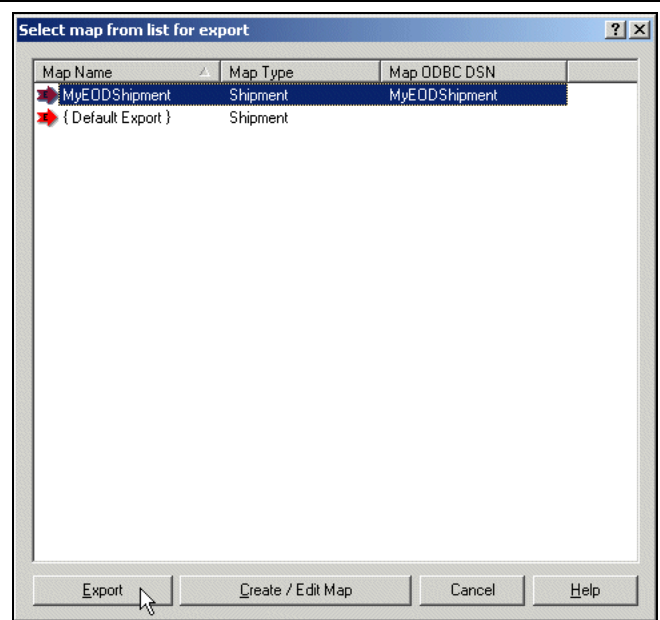 Select map from list for export
Map Name Map Type Map ODBC DSN
MyEODShipment Shipment MyEODShipment
{ Default Export } Shipment
Export Create / Edit Map Cancel Help